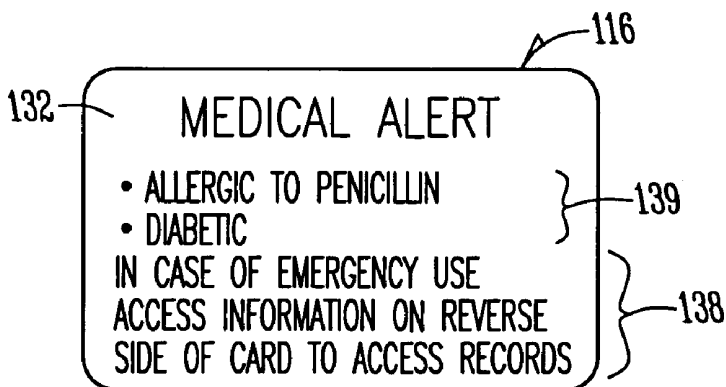 116
132
MEDICAL ALERT
• ALLERGIC TO PENICILLIN
• DIABETIC
139
IN CASE OF EMERGENCY USE
ACCESS INFORMATION ON REVERSE
SIDE OF CARD TO ACCESS RECORDS
138